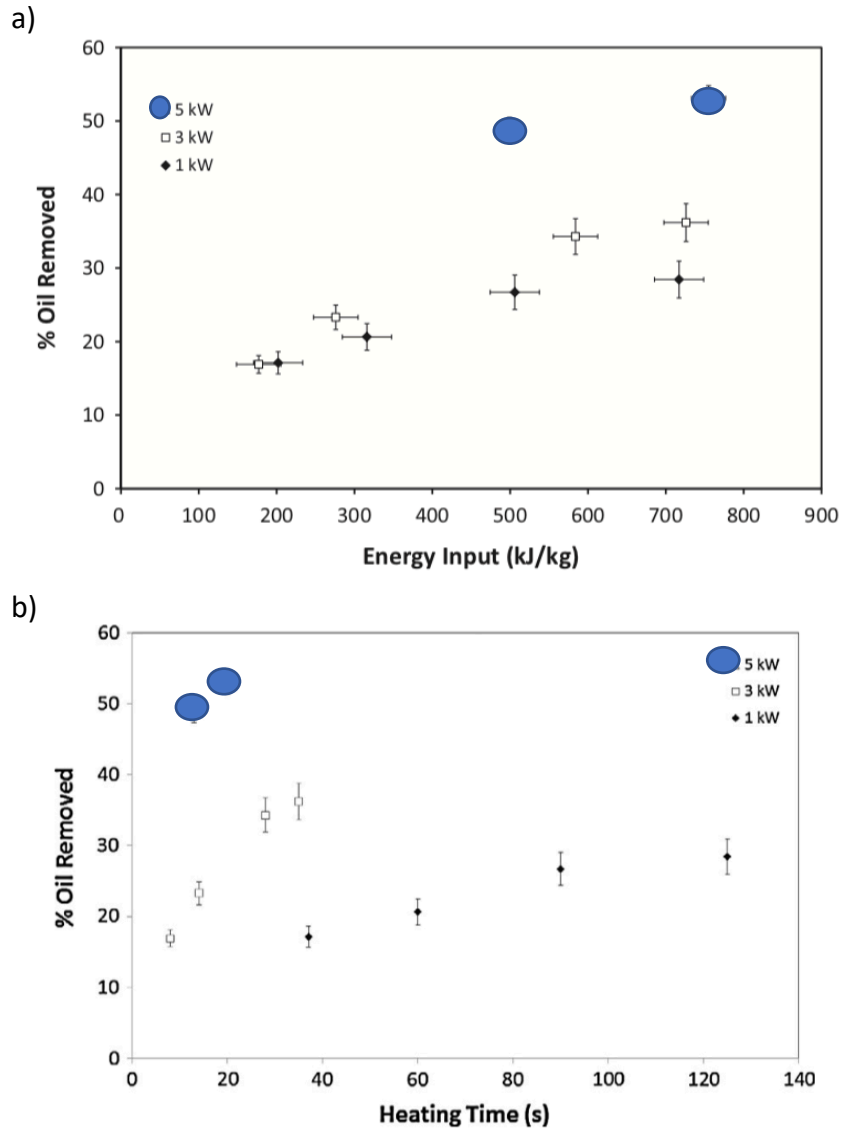 a)
60
50
40
30
20
10
0
% Oil Removed
5 kW
3 kW
1 kW
0 100 200 300 400 500 600 700 800 900
Energy Input (kJ/kg)
b)
60
50
40
30
20
10
0
% Oil Removed
5 kW
3 kW
1 kW
0 20 40 60 80 100 120 140
Heating Time (s)